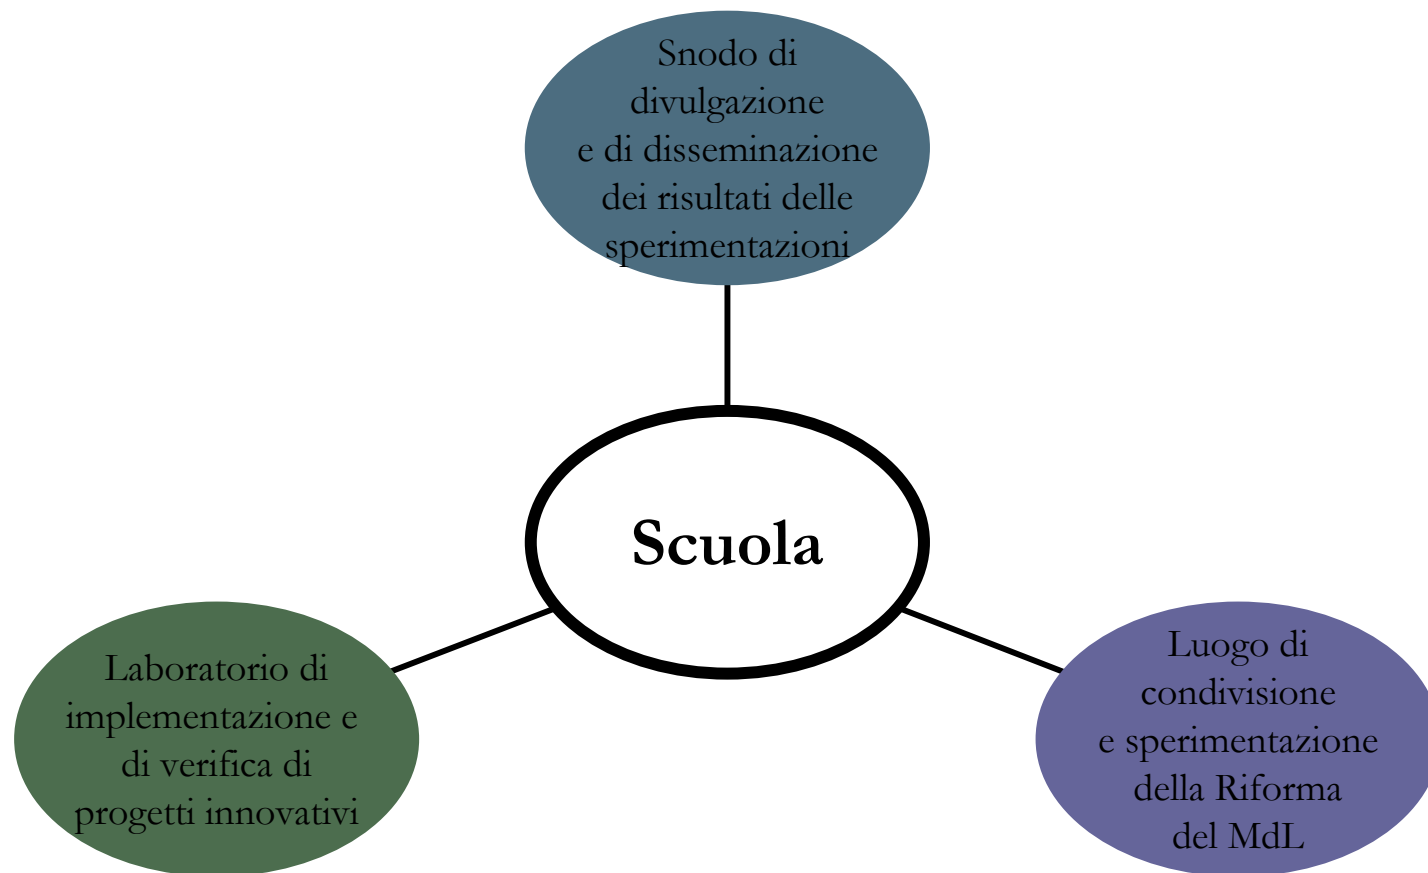 Snodo di
divulgazione
e di disseminazione
dei risultati delle
sperimentazioni
Scuola
Laboratorio di
implementazione e
di verifica di
progetti innovativi
Luogo di
condivisione
e sperimentazione
della Riforma
del MdL